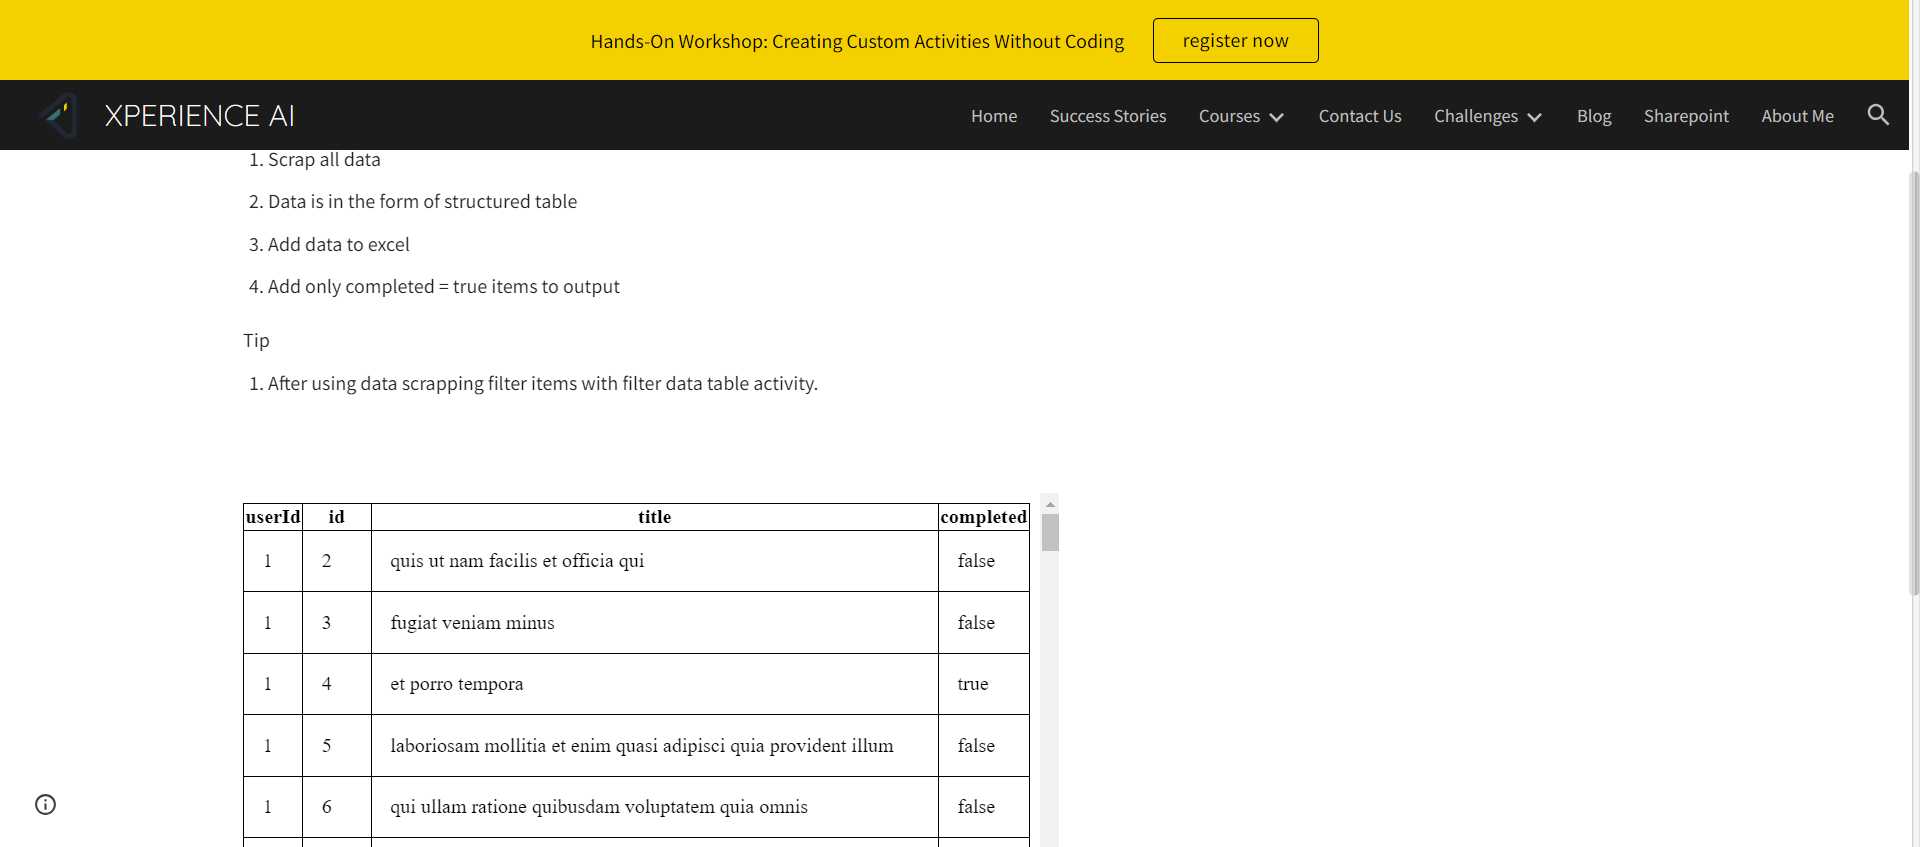 Hands-On Workshop: Creating Custom Activities Without Coding register now
XPERIENCE AI Home Success Stories Courses Contact Us Challenges Blog Sharepoint About Me
1. Scrap all data
2. Data is in the form of structured table
3. Add data to excel
4. Add only completed = true items to output
Tip
1. After using data scrapping filter items with filter data table activity.
userId id title completed
1 2 quis ut nam facilis et officia qui false
1 3 fugiat veniam minus false
1 4 et porro tempora true
1 5 laboriosam mollitia et enim quasi adipisci quia provident illum false
1 6 qui ullam ratione quibusdam voluptatem quia omnis false